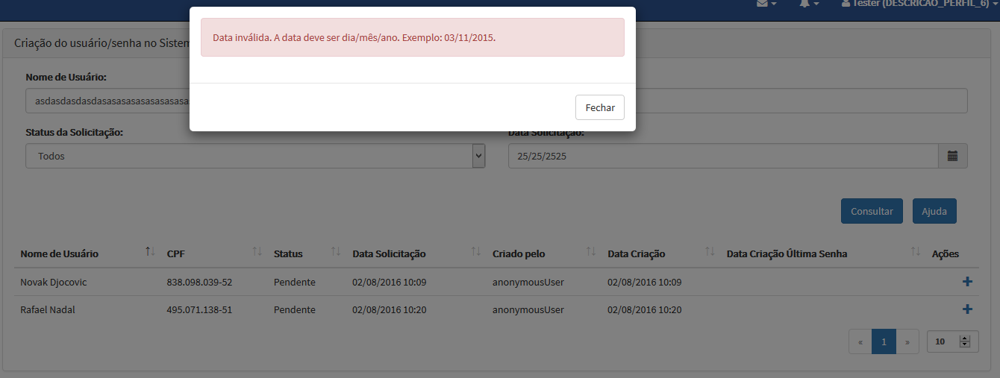 Tester (DESCRICAO_PERFIL_6)
Data inválida. A data deve ser dia/mês/ano. Exemplo: 03/11/2015.
Fechar
Criação do usuário/senha no Sistem
Nome de Usuário:
asdasdasdasdasasasasasasasasasasa
Status da Solicitação: Data Solicitação:
Todos 25/25/2525
Consultar Ajuda
Nome de Usuário CPF Status Data Solicitação Criado pelo Data Criação Data Criação Última Senha Ações
Novak Djocovic 838.098.039-52 Pendente 02/08/2016 10:09 anonymousUser 02/08/2016 10:09
Rafael Nadal 495.071.138-51 Pendente 02/08/2016 10:20 anonymousUser 02/08/2016 10:20
« 1 » 10